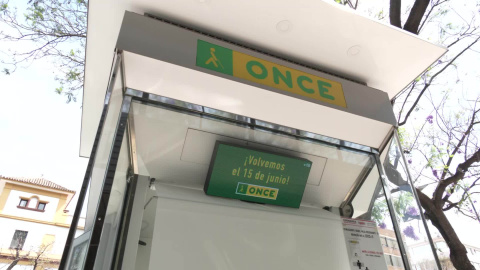 ONCE
¡Volvemos
el 15 de junio!
ONCE